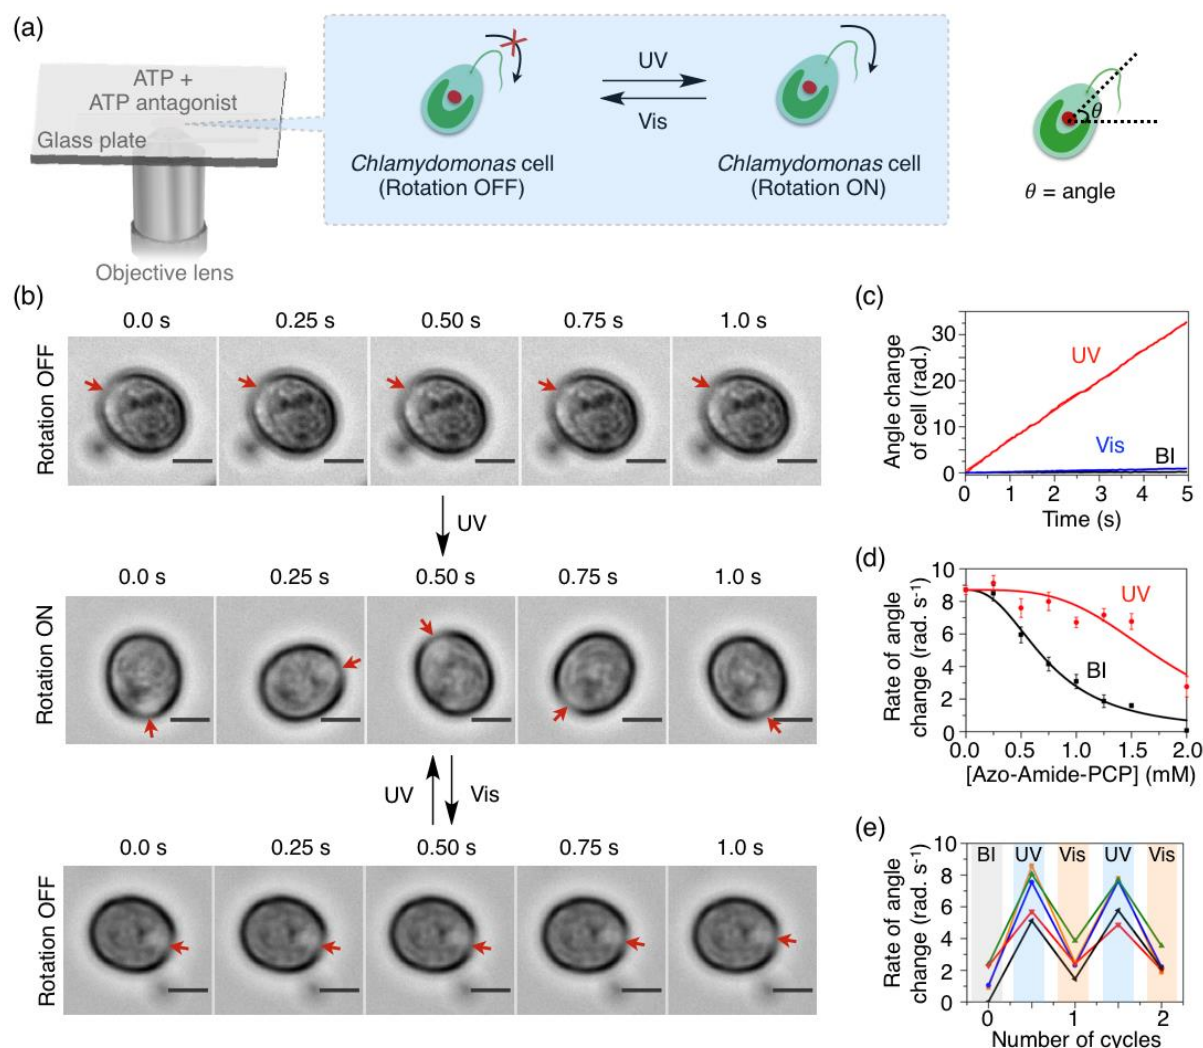 (a)
ATP +
ATP antagonist
Glass plate
Objective lens
UV
Vis
Chlamydomonas cell
(Rotation OFF)
Chlamydomonas cell
(Rotation ON)
θ
θ = angle
(b)
Rotation OFF
0.0 s 0.25 s 0.50 s 0.75 s 1.0 s
UV
Rotation ON
0.0 s 0.25 s 0.50 s 0.75 s 1.0 s
UV Vis
Rotation OFF
0.0 s 0.25 s 0.50 s 0.75 s 1.0 s
(c)
Angle change
of cell (rad.)
30
20
10
0
UV
Vis
BI
0 1 2 3 4 5
Time (s)
(d)
Rate of angle
change (rad. s-1)
10
8
6
4
2
0
UV
BI
0.0 0.5 1.0 1.5 2.0
[Azo-Amide-PCP] (mM)
(e)
Rate of angle
change (rad. s-1)
10
8
6
4
2
0
BI UV Vis UV Vis
0 1 2
Number of cycles